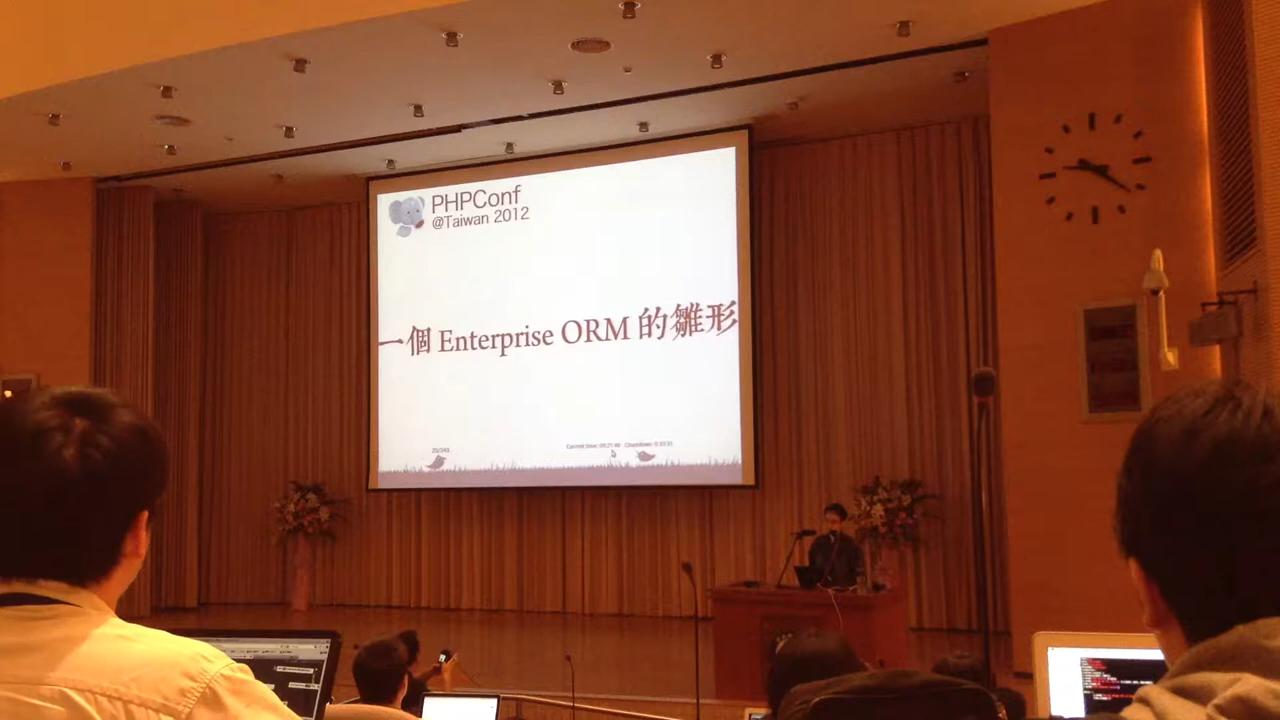 PHPConf
@Taiwan 2012
一個 Enterprise ORM 的雛形